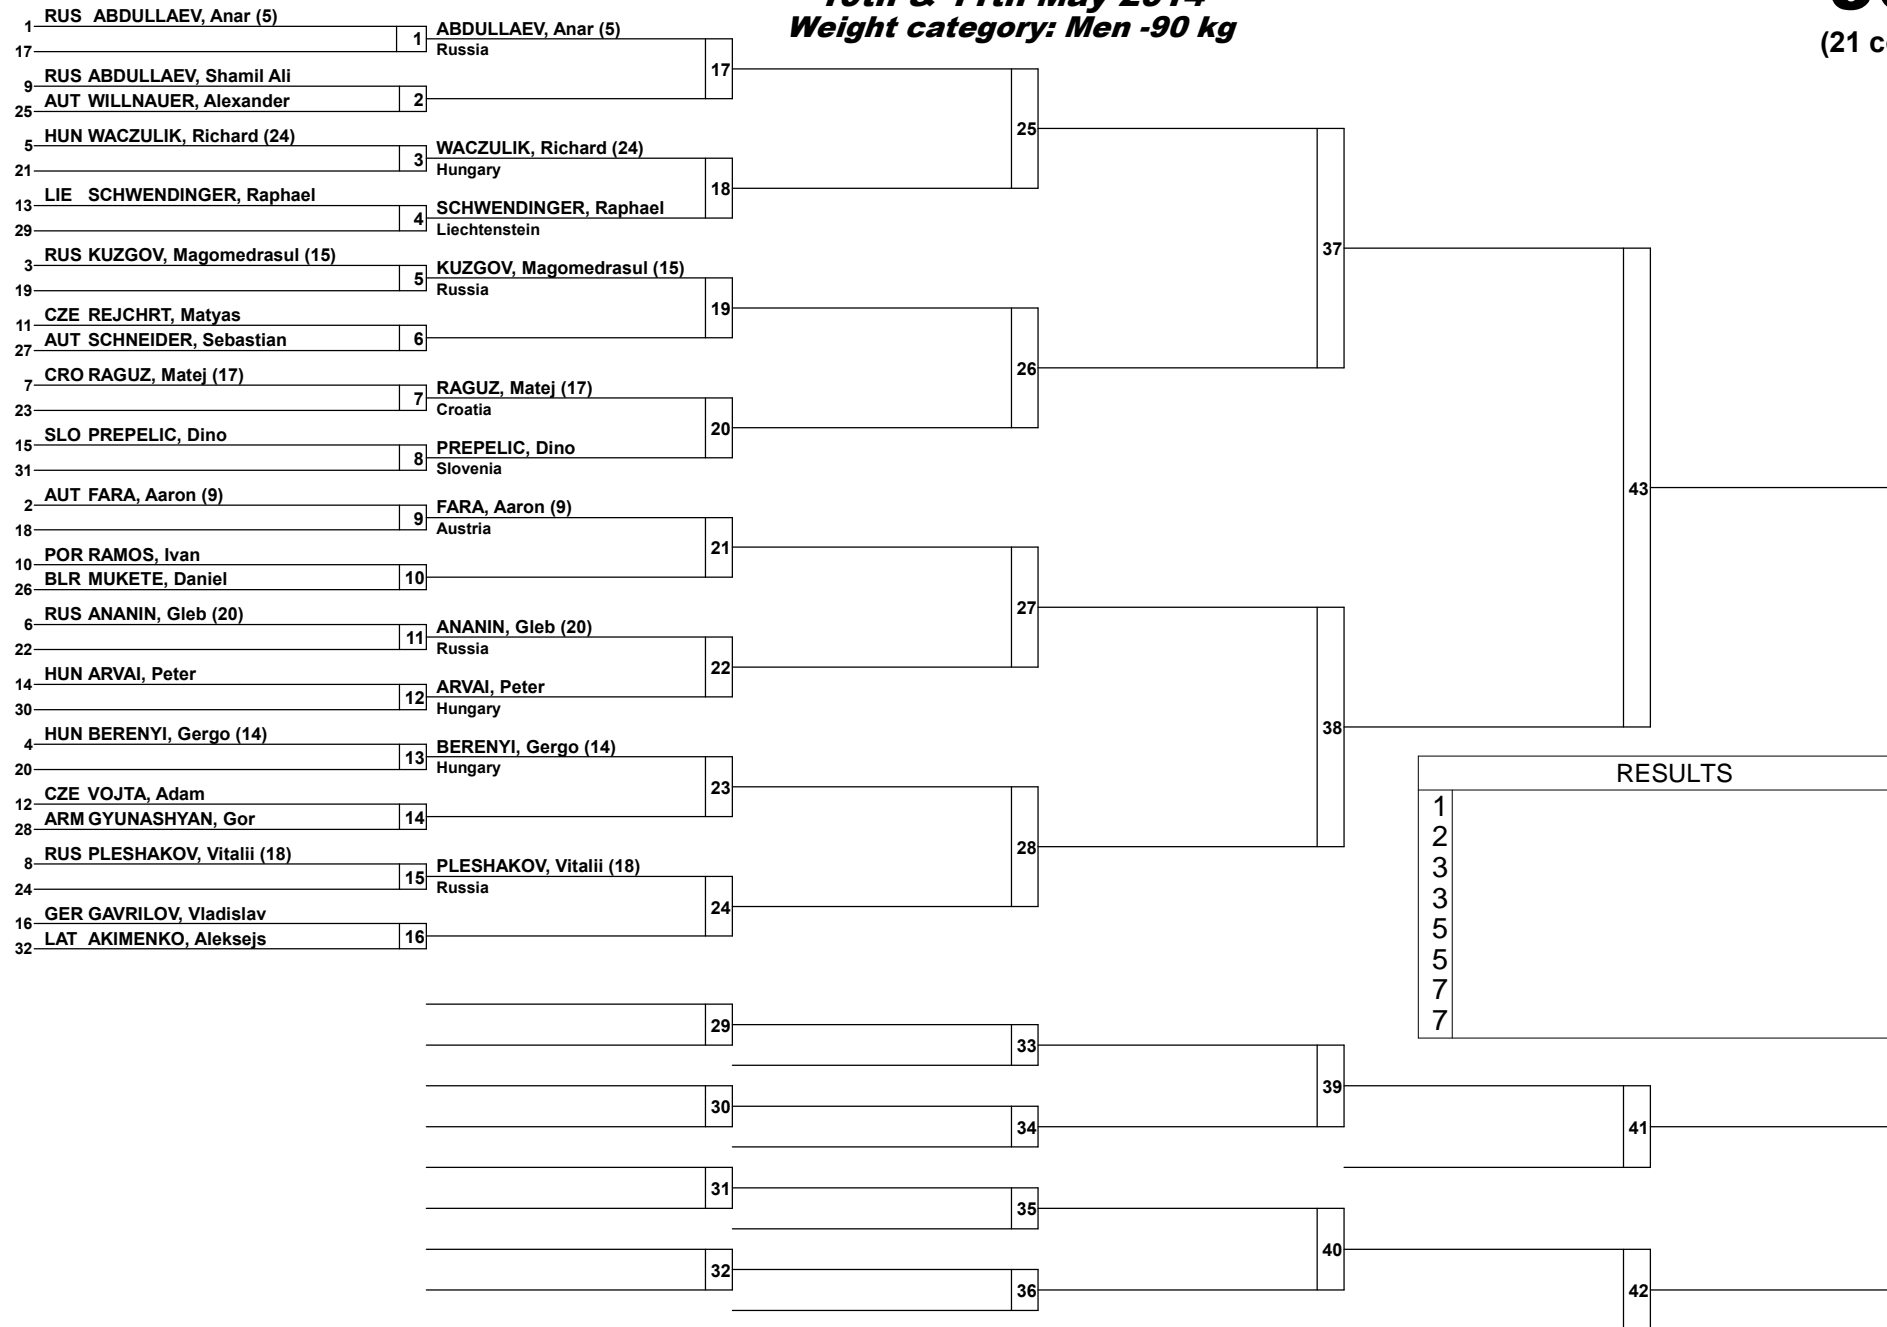 Weight category: Men -90 kg
1 RUS ABDULLAEV, Anar (5)
17
1 ABDULLAEV, Anar (5)
Russia
17
9 RUS ABDULLAEV, Shamil Ali
25 AUT WILLNAUER, Alexander
2
25
5 HUN WACZULIK, Richard (24)
21
3 WACZULIK, Richard (24)
Hungary
18
13 LIE SCHWENDINGER, Raphael
29
4 SCHWENDINGER, Raphael
Liechtenstein
37
3 RUS KUZGOV, Magomedrasul (15)
19
5 KUZGOV, Magomedrasul (15)
Russia
19
11 CZE REJCHRT, Matyas
27 AUT SCHNEIDER, Sebastian
6
26
7 CRO RAGUZ, Matej (17)
23
7 RAGUZ, Matej (17)
Croatia
20
15 SLO PREPELIC, Dino
31
8 PREPELIC, Dino
Slovenia
43
2 AUT FARA, Aaron (9)
18
9 FARA, Aaron (9)
Austria
21
10 POR RAMOS, Ivan
26 BLR MUKETE, Daniel
10
27
6 RUS ANANIN, Gleb (20)
22
11 ANANIN, Gleb (20)
Russia
22
14 HUN ARVAI, Peter
30
12 ARVAI, Peter
Hungary
38
4 HUN BERENYI, Gergo (14)
20
13 BERENYI, Gergo (14)
Hungary
23
12 CZE VOJTA, Adam
28 ARM GYUNASHYAN, Gor
14
28
8 RUS PLESHAKOV, Vitalii (18)
24
15 PLESHAKOV, Vitalii (18)
Russia
24
16 GER GAVRILOV, Vladislav
32 LAT AKIMENKO, Aleksejs
16
RESULTS
1
2
3
3
5
5
7
7
29
33
39
30
34
41
31
35
40
32
36
42